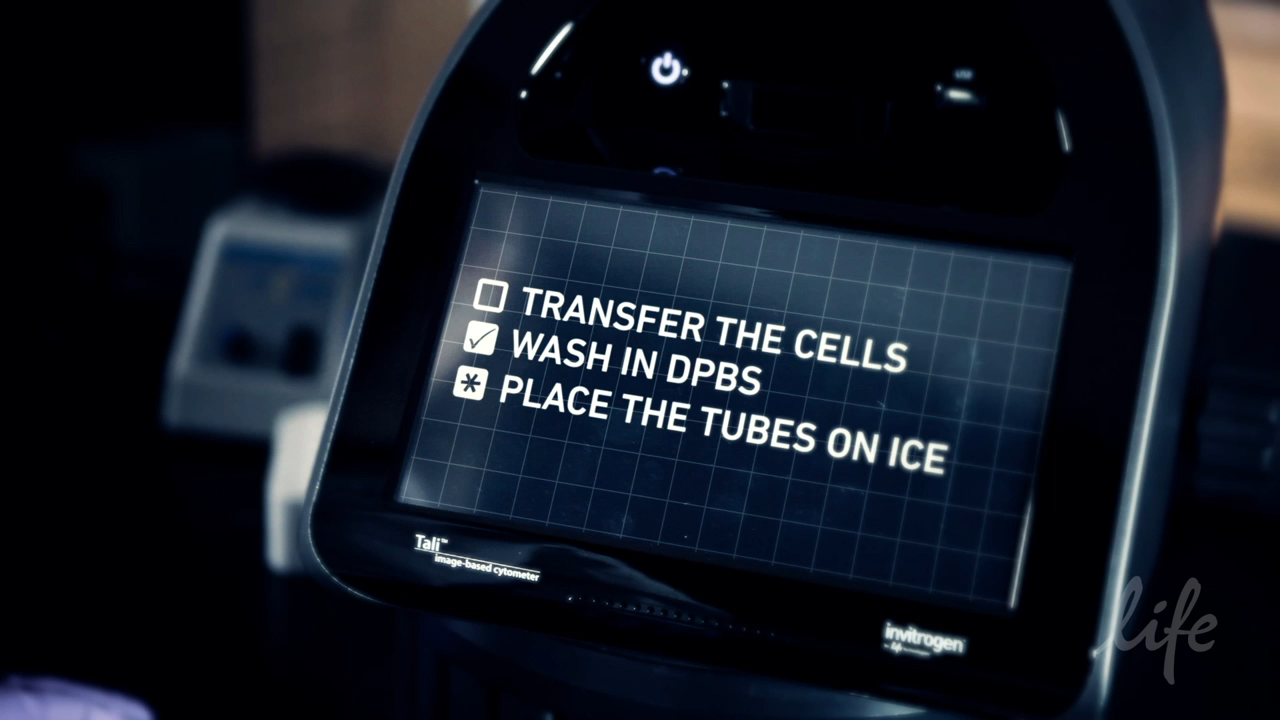 TRANSFER THE CELLS
WASH IN DPBS
PLACE THE TUBES ON ICE
Tali™
image-based cytometer
invitrogen
life